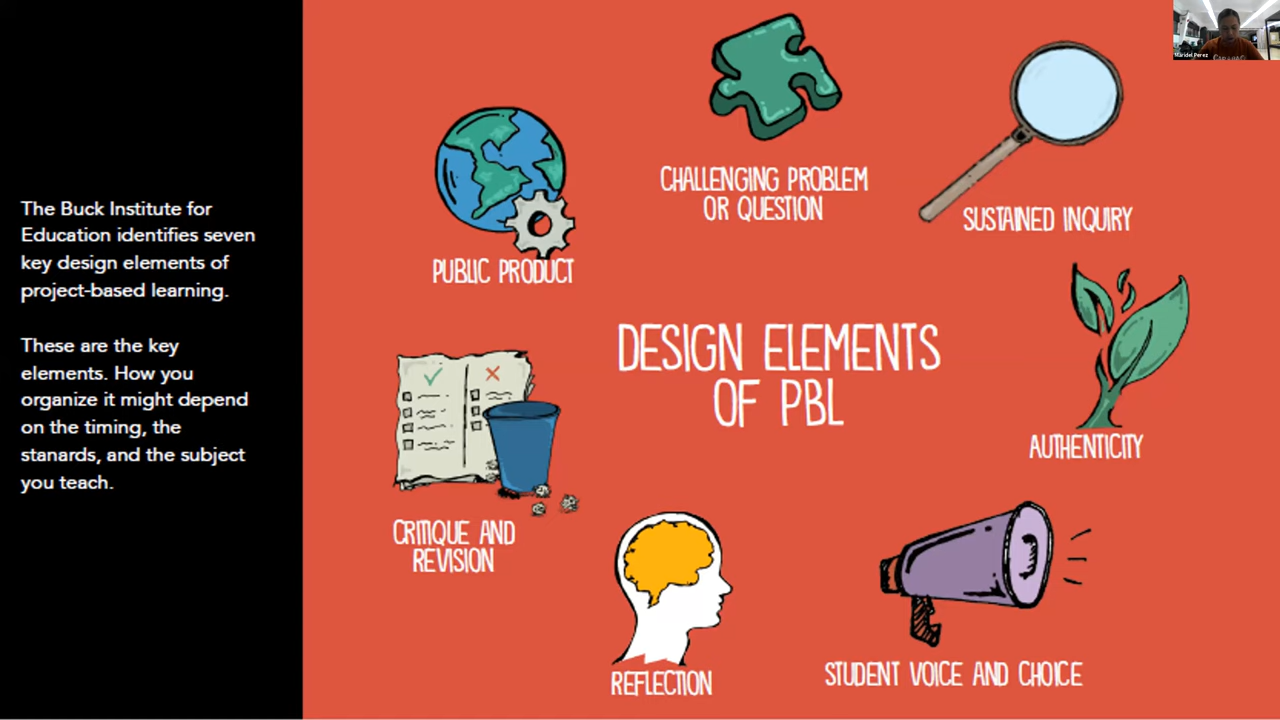 The Buck Institute for
Education identifies seven
key design elements of
project-based learning.
These are the key
elements. How you
organize it might depend
on the timing, the
stanards, and the subject
you teach.
DESIGN ELEMENTS
OF PBL
CHALLENGING PROBLEM
OR QUESTION
SUSTAINED INQUIRY
AUTHENTICITY
STUDENT VOICE AND CHOICE
REFLECTION
CRITIQUE AND
REVISION
PUBLIC PRODUCT
Maridel Perez